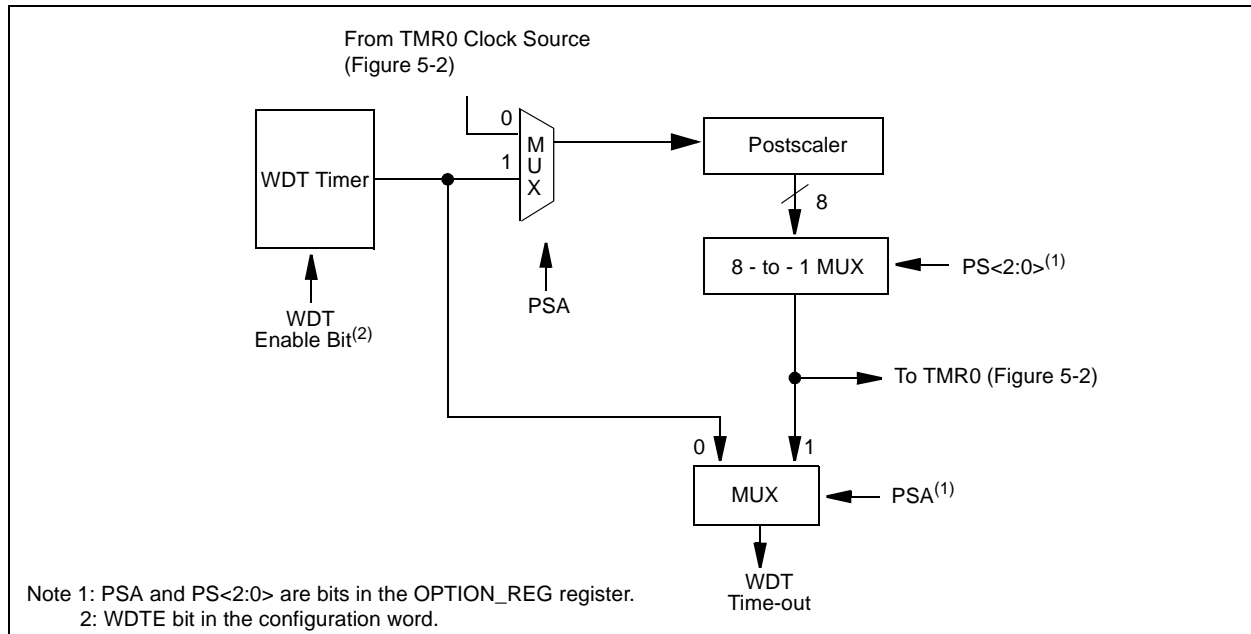 From TMR0 Clock Source
(Figure 5-2)
0
1
M
U
X
WDT Timer
Postscaler
8
8 - to - 1 MUX
PS<2:0>(1)
PSA
WDT
Enable Bit(2)
To TMR0 (Figure 5-2)
0
1
MUX
PSA(1)
WDT
Time-out
Note 1: PSA and PS<2:0> are bits in the OPTION_REG register.
2: WDTE bit in the configuration word.